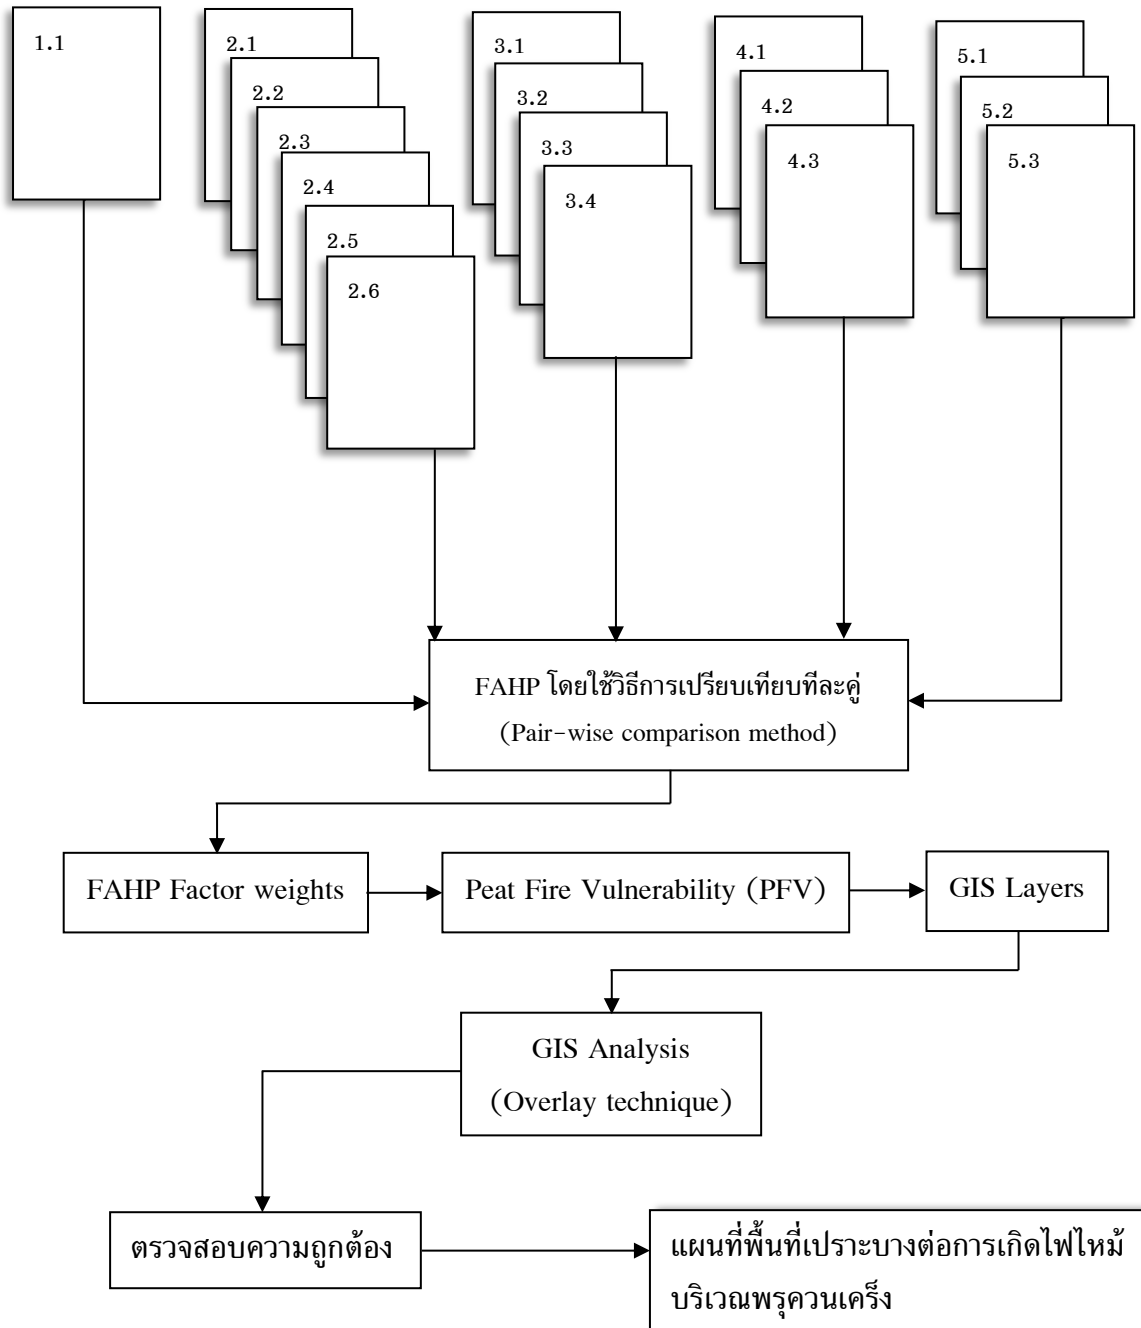 1.1
2.1
2.2
2.3
2.4
2.5
2.6
3.1
3.2
3.3
3.4
4.1
4.2
4.3
5.1
5.2
5.3
FAHP โดยใช้วิธีการเปรียบเทียบทีละคู่
(Pair-wise comparison method)
FAHP Factor weights
Peat Fire Vulnerability (PFV)
GIS Layers
GIS Analysis
(Overlay technique)
ตรวจสอบความถูกต้อง
แผนที่พื้นที่เปราะบางต่อการเกิดไฟไหม้
บริเวณพรุควนเคร็ง